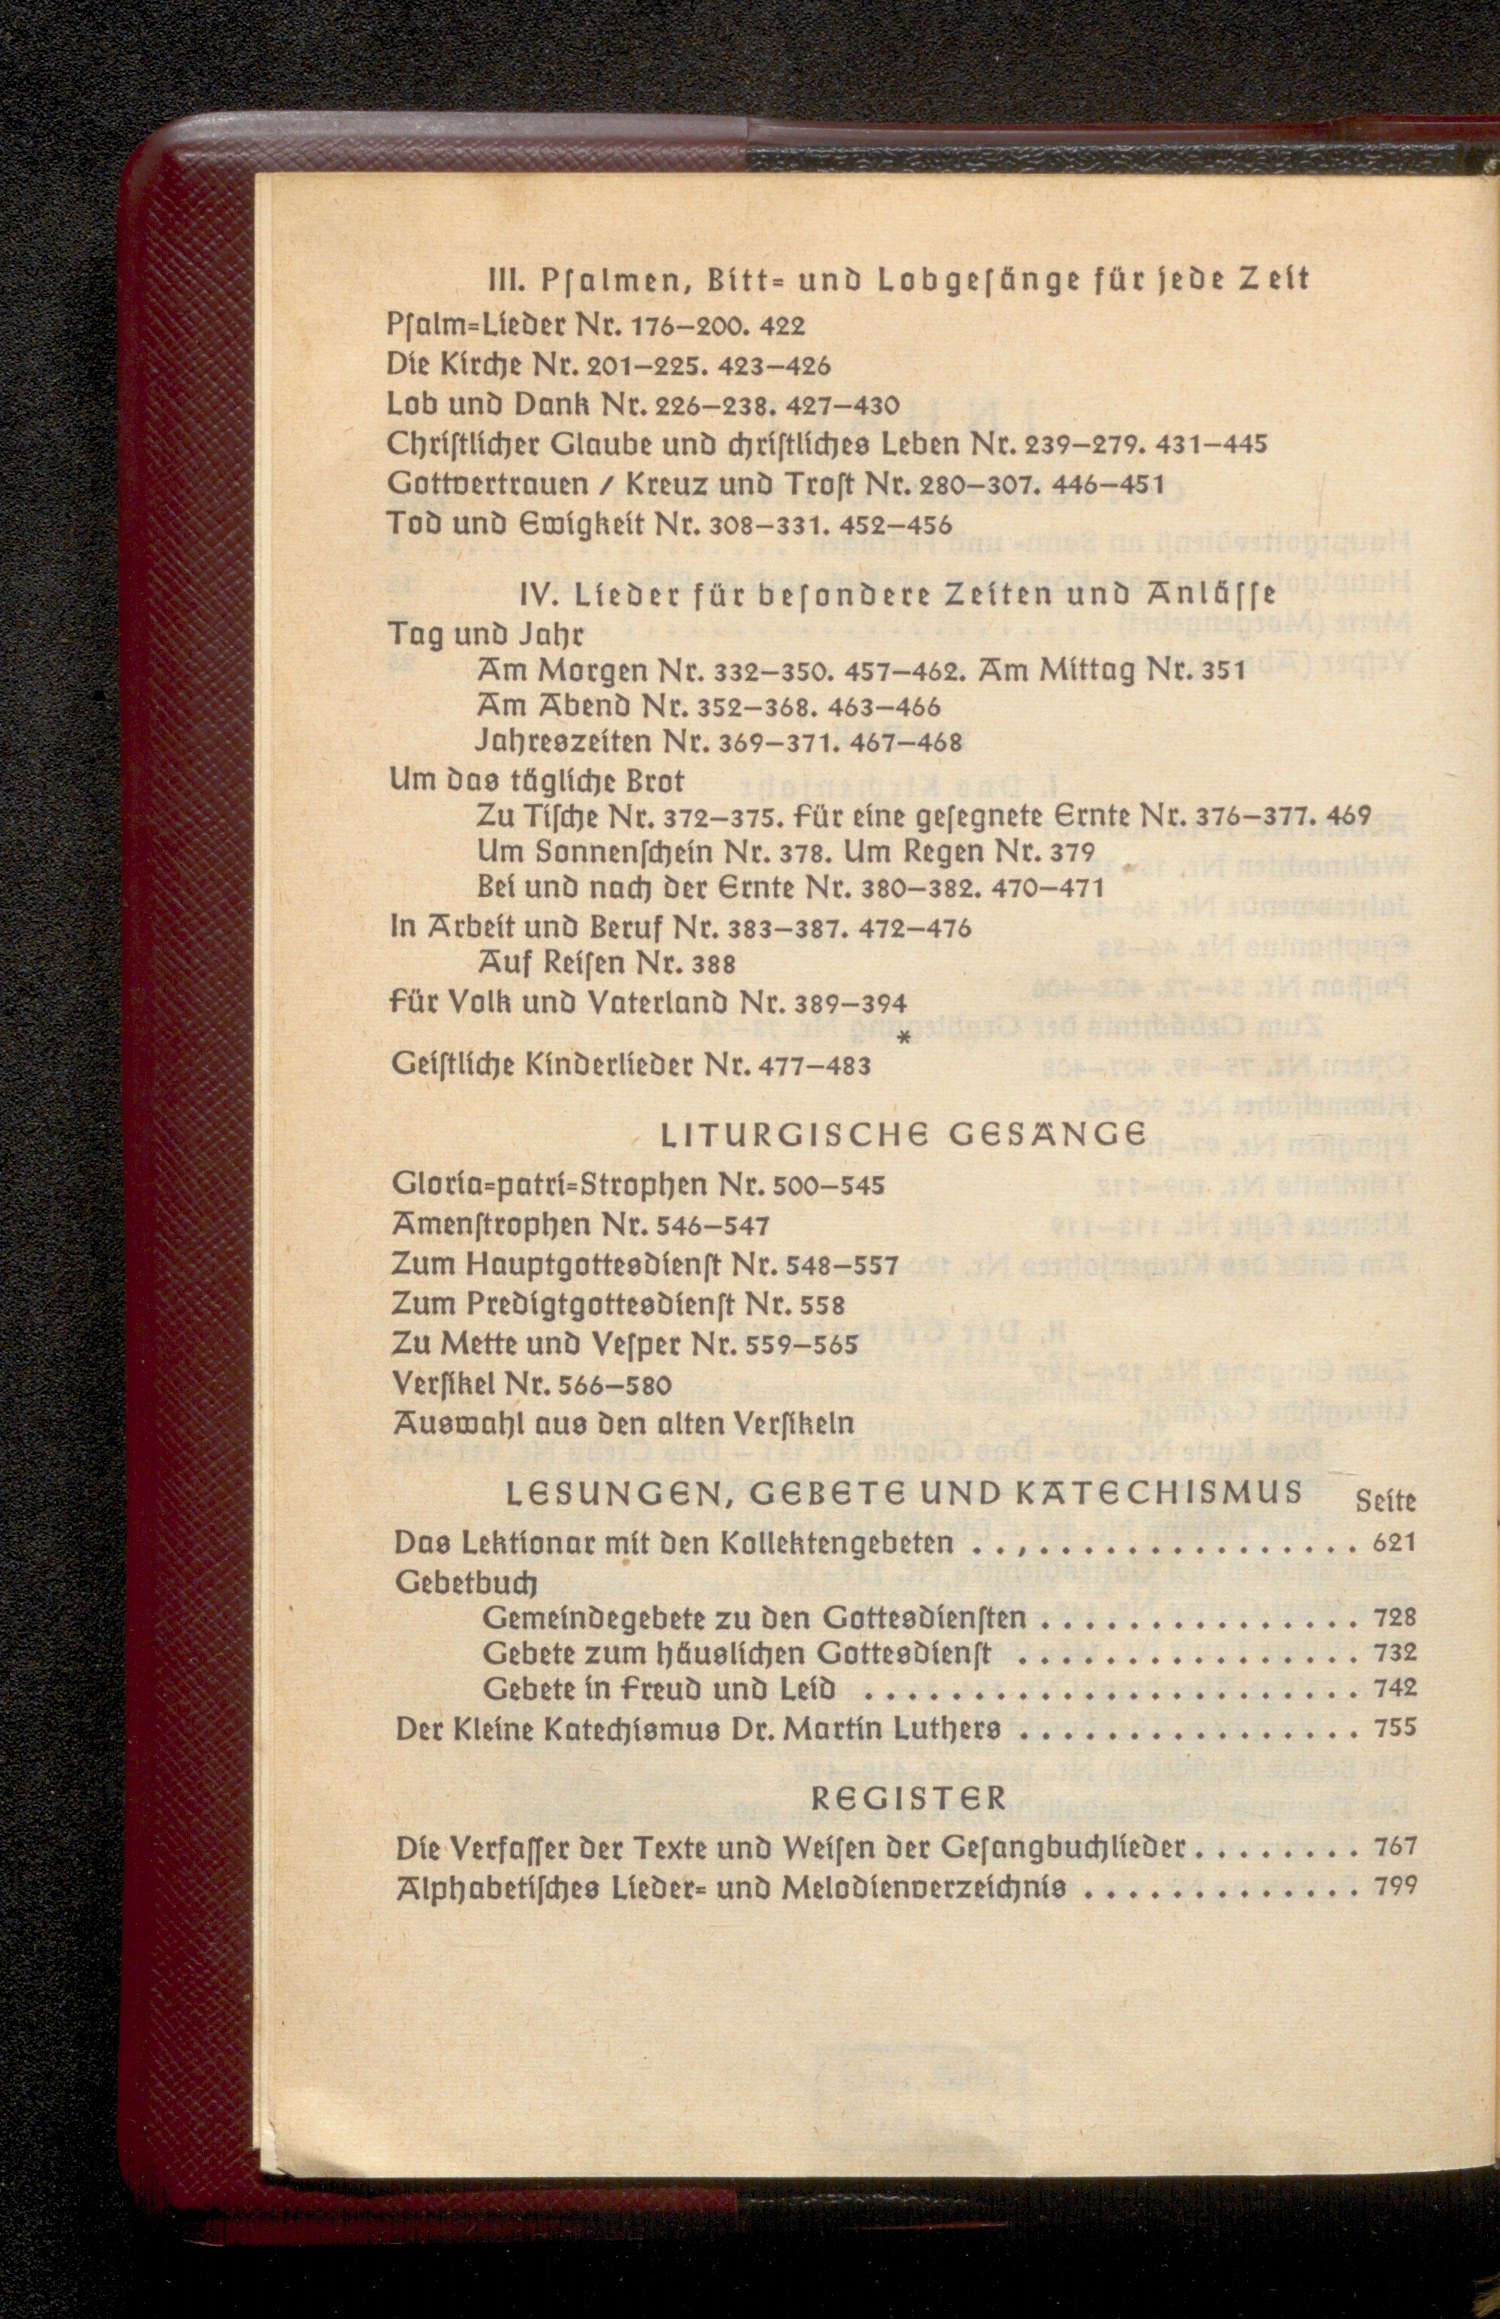 III. Pſalmen, Bitt= und Lobgeſänge für jede Zeit
Pſalm=Lieder Nr. 176–200. 422
Die Kirche Nr. 201–225. 423–426
Lob und Dank Nr. 226–238. 427–430
Chriſtlicher Glaube und chriſtliches Leben Nr. 239–279. 431–445
Gottvertrauen / Kreuz und Troſt Nr. 280–307. 446–451
Tod und Ewigkeit Nr. 308–331. 452–456
IV. Lieder für beſondere Zeiten und Anläſſe
Tag und Jahr
Am Morgen Nr. 332–350. 457–462. Am Mittag Nr. 351
Am Abend Nr. 352–368. 463–466
Jahreszeiten Nr. 369–371. 467–468
Um das tägliche Brot
Zu Tiſche Nr. 372–375. Für eine geſegnete Ernte Nr. 376–377. 469
Um Sonnenſchein Nr. 378. Um Regen Nr. 379
Bei und nach der Ernte Nr. 380–382. 470–471
In Arbeit und Beruf Nr. 383–387. 472–476
Auf Reiſen Nr. 388
Für Volk und Vaterland Nr. 389–394
*
Geiſtliche Kinderlieder Nr. 477–483
LITURGISCHE GESÄNGE
Gloria=patri=Strophen Nr. 500–545
Amenſtrophen Nr. 546–547
Zum Hauptgottesdienſt Nr. 548–557
Zum Predigtgottesdienſt Nr. 558
Zu Mette und Veſper Nr. 559–565
Verſikel Nr. 566–580
Auswahl aus den alten Verſikeln
LESUNGEN, GEBETE UND KATECHISMUS Seite
Das Lektionar mit den Kollektengebeten . . , . . . . . . . . . . . . . . . . 621
Gebetbuch
Gemeindegebete zu den Gottesdienſten . . . . . . . . . . . . . . . 728
Gebete zum häuslichen Gottesdienſt . . . . . . . . . . . . . . . . 732
Gebete in Freud und Leid . . . . . . . . . . . . . . . . . . . . . . . 742
Der Kleine Katechismus Dr. Martin Luthers . . . . . . . . . . . . . . . . 755
REGISTER
Die Verfaſſer der Texte und Weiſen der Geſangbuchlieder . . . . . . . . 767
Alphabetiſches Lieder= und Melodienverzeichnis . . . . . . . . . . . . . 799